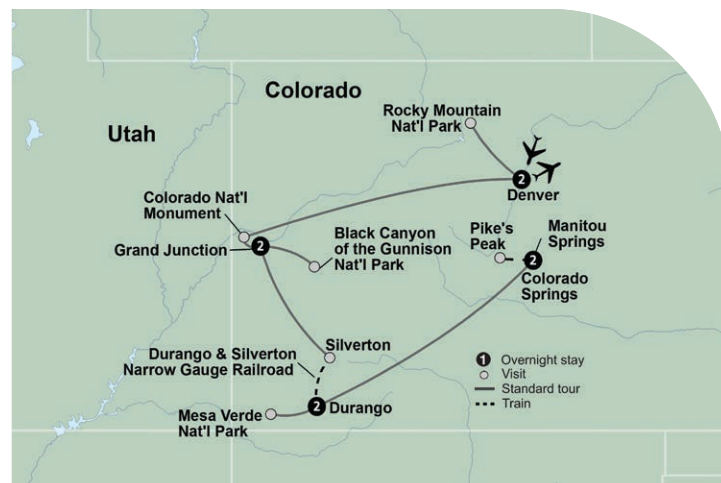 Colorado
Rocky Mountain
Nat'l Park
Utah
2
Denver
Colorado Nat'l
Monument
Grand Junction
2
Black Canyon
of the Gunnison
Nat'l Park
Pike's
Peak
Manitou
Springs
2
Colorado
Springs
Silverton
Durango & Silverton
Narrow Gauge Railroad
2
Durango
Mesa Verde
Nat'l Park
1 Overnight stay
Visit
Standard tour
Train